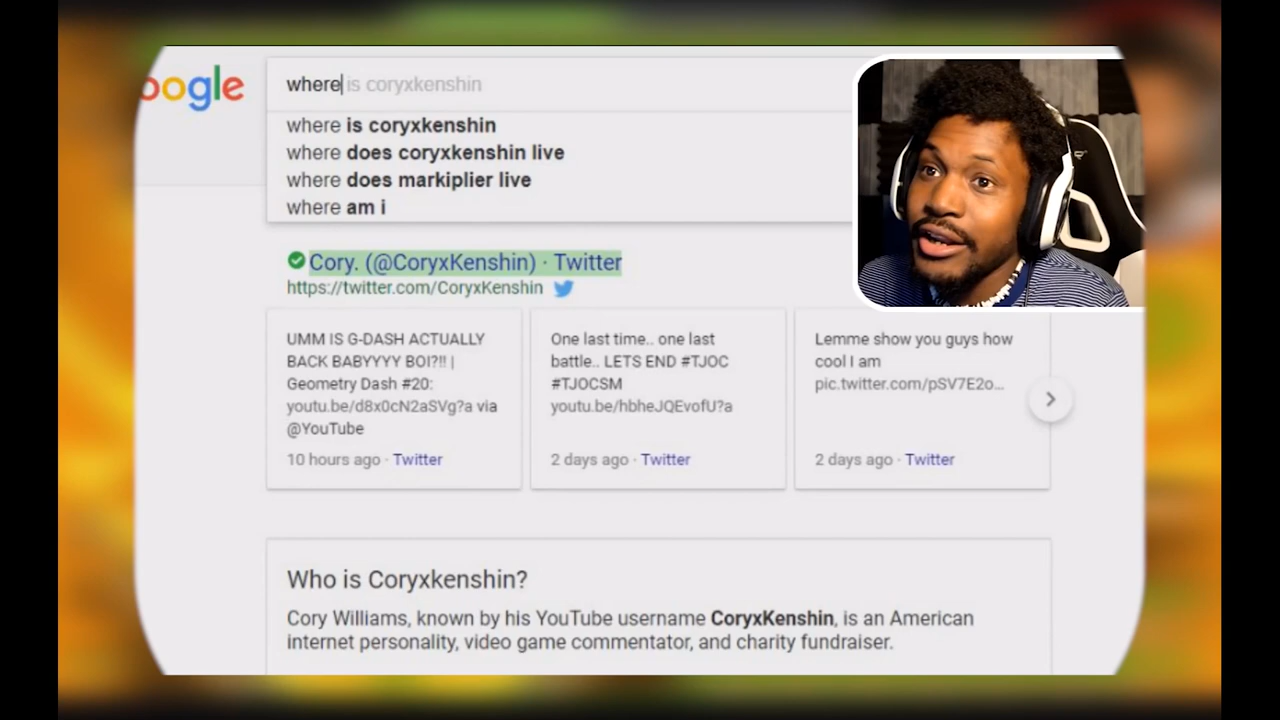 oogle
where is coryxkenshin
where is coryxkenshin
where does coryxkenshin live
where does markiplier live
where am i
Cory. (@CoryxKenshin) · Twitter
https://twitter.com/CoryxKenshin
UMM IS G-DASH ACTUALLY
BACK BABYYYY BOI?!! |
Geometry Dash #20:
youtu.be/d8x0cN2aSVg?a via
@YouTube
10 hours ago · Twitter
One last time.. one last
battle.. LETS END #TJOC
#TJOCSM
youtu.be/hbheJQEvofU?a
2 days ago · Twitter
Lemme show you guys how
cool I am
pic.twitter.com/pSV7E2o...
2 days ago · Twitter
Who is Coryxkenshin?
Cory Williams, known by his YouTube username CoryxKenshin, is an American
internet personality, video game commentator, and charity fundraiser.